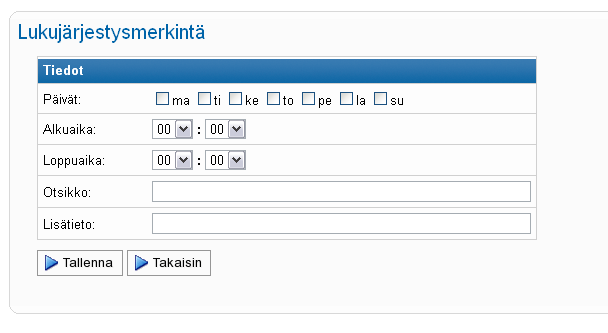 Lukujärjestysmerkintä
Tiedot
Päivät: ma ti ke to pe la su
Alkuaika: 00 : 00
Loppuaika: 00 : 00
Otsikko:
Lisätieto:
Tallenna Takaisin